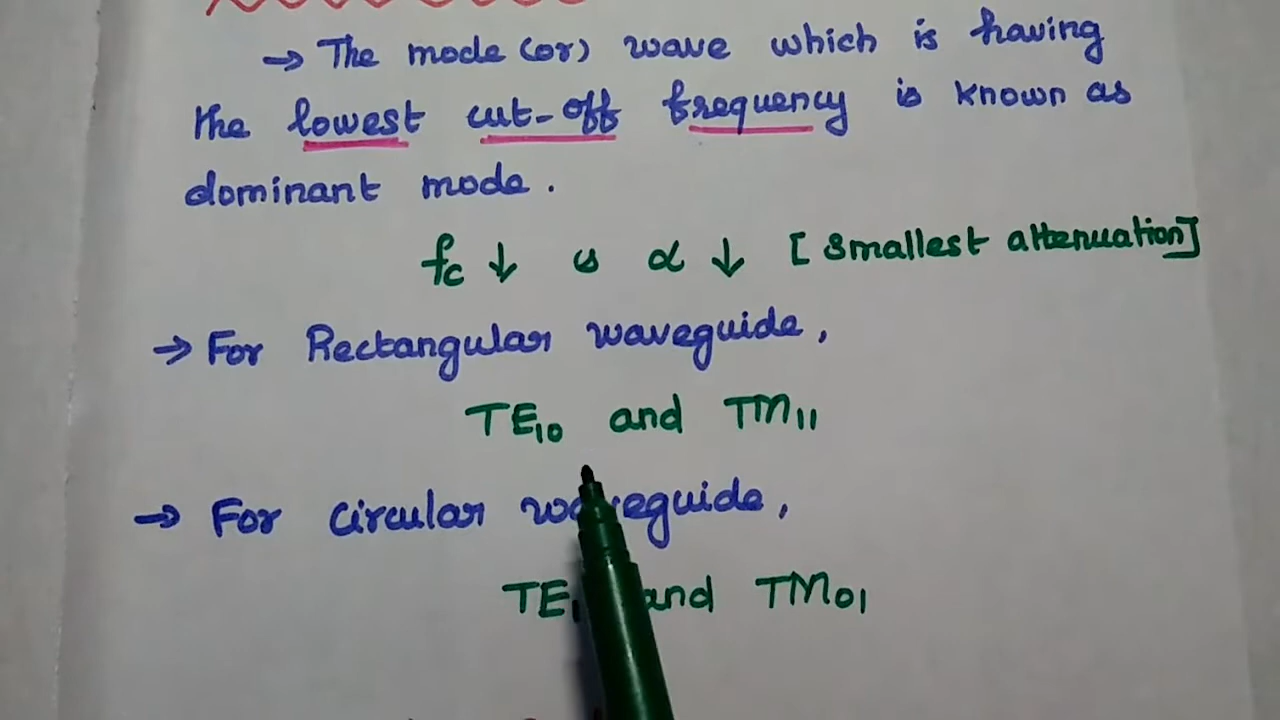 → The mode (or) wave which is having
the lowest cut-off frequency is known as
dominant mode.
fc ↓ is α ↓ [smallest attenuation]
→ For Rectangular waveguide,
TE10 and TM11
→ For circular waveguide,
and TM01